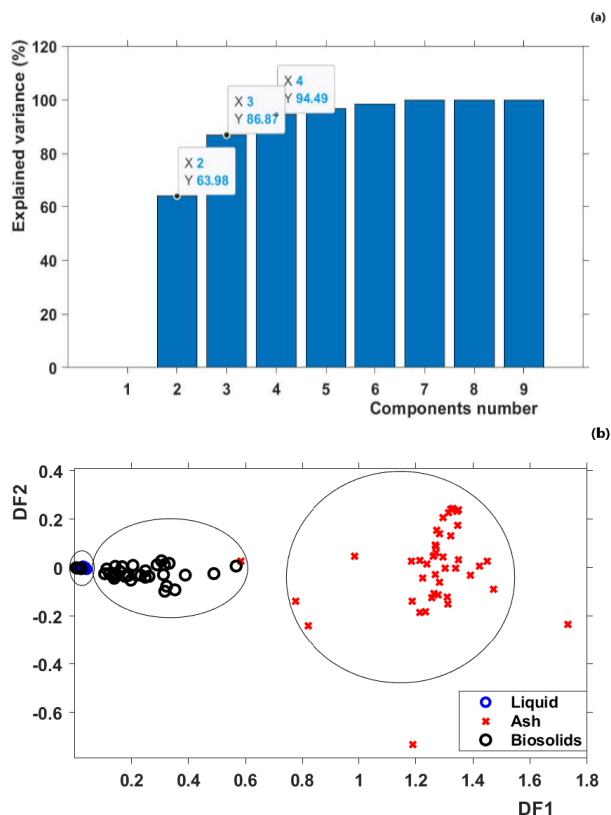 (a)
Explained variance (%)
120
100
80
60
40
20
0
X 2
Y 63.98
X 3
Y 86.87
X 4
Y 94.49
1 2 3 4 5 6 7 8 9
Components number
(b)
DF2
0.4
0.2
0
-0.2
-0.4
-0.6
Liquid
Ash
Biosolids
0.2 0.4 0.6 0.8 1 1.2 1.4 1.6 1.8
DF1